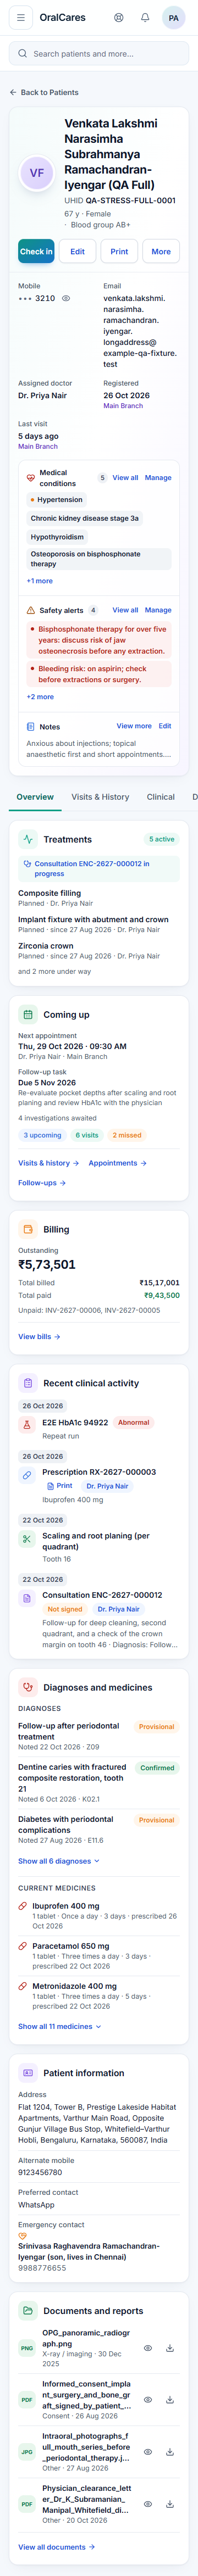 OralCares
PA
Search patients and more...
Back to Patients
VF
Venkata Lakshmi
Narasimha
Subrahmanya
Ramachandran-
Iyengar (QA Full)
UHID QA-STRESS-FULL-0001
67 y · Female
· Blood group AB+
Check in
Edit
Print
More
Mobile
••• 3210
Email
venkata.lakshmi.
narasimha.
ramachandran.
iyengar.
longaddress@
example-qa-fixture.
test
Assigned doctor
Dr. Priya Nair
Registered
26 Oct 2026
Main Branch
Last visit
5 days ago
Main Branch
Medical
conditions
5
View all
Manage
Hypertension
Chronic kidney disease stage 3a
Hypothyroidism
Osteoporosis on bisphosphonate
therapy
+1 more
Safety alerts
4
View all
Manage
Bisphosphonate therapy for over five
years: discuss risk of jaw
osteonecrosis before any extraction.
Bleeding risk: on aspirin; check
before extractions or surgery.
+2 more
Notes
View more
Edit
Anxious about injections; topical
anaesthetic first and short appointments....
Overview
Visits & History
Clinical
D
Treatments
5 active
Consultation ENC-2627-000012 in
progress
Composite filling
Planned · Dr. Priya Nair
Implant fixture with abutment and crown
Planned · since 27 Aug 2026 · Dr. Priya Nair
Zirconia crown
Planned · since 27 Aug 2026 · Dr. Priya Nair
and 2 more under way
Coming up
Next appointment
Thu, 29 Oct 2026 · 09:30 AM
Dr. Priya Nair · Main Branch
Follow-up task
Due 5 Nov 2026
Re-evaluate pocket depths after scaling and root
planing and review HbA1c with the physician
4 investigations awaited
3 upcoming
6 visits
2 missed
Visits & history →
Appointments →
Follow-ups →
Billing
Outstanding
₹5,73,501
Total billed
₹15,17,001
Total paid
₹9,43,500
Unpaid: INV-2627-00006, INV-2627-00005
View bills →
Recent clinical activity
26 Oct 2026
E2E HbA1c 94922
Abnormal
Repeat run
26 Oct 2026
Prescription RX-2627-000003
Print
Dr. Priya Nair
Ibuprofen 400 mg
22 Oct 2026
Scaling and root planing (per
quadrant)
Tooth 16
22 Oct 2026
Consultation ENC-2627-000012
Not signed
Dr. Priya Nair
Follow-up for deep cleaning, second
quadrant, and a check of the crown
margin on tooth 46 · Diagnosis: Follow...
Diagnoses and medicines
DIAGNOSES
Follow-up after periodontal
treatment
Provisional
Noted 22 Oct 2026 · Z09
Dentine caries with fractured
composite restoration, tooth
21
Confirmed
Noted 6 Oct 2026 · K02.1
Diabetes with periodontal
complications
Provisional
Noted 27 Aug 2026 · E11.6
Show all 6 diagnoses
CURRENT MEDICINES
Ibuprofen 400 mg
1 tablet · Once a day · 3 days · prescribed 26
Oct 2026
Paracetamol 650 mg
1 tablet · Three times a day · 3 days ·
prescribed 22 Oct 2026
Metronidazole 400 mg
1 tablet · Three times a day · 5 days ·
prescribed 22 Oct 2026
Show all 11 medicines
Patient information
Address
Flat 1204, Tower B, Prestige Lakeside Habitat
Apartments, Varthur Main Road, Opposite
Gunjur Village Bus Stop, Whitefield–Varthur
Hobli, Bengaluru, Karnataka, 560087, India
Alternate mobile
9123456780
Preferred contact
WhatsApp
Emergency contact
Srinivasa Raghavendra Ramachandran-
Iyengar (son, lives in Chennai)
9988776655
Documents and reports
PNG
OPG_panoramic_radiogr
aph.png
X-ray / imaging · 30 Dec
2025
PDF
Informed_consent_impla
nt_surgery_and_bone_gr
aft_signed_by_patient_...
Consent · 26 Aug 2026
JPG
Intraoral_photographs_f
ull_mouth_series_before
_periodontal_therapy.j...
Other · 27 Aug 2026
PDF
Physician_clearance_lett
er_Dr_K_Subramanian_
Manipal_Whitefield_di...
Other · 20 Oct 2026
View all documents →